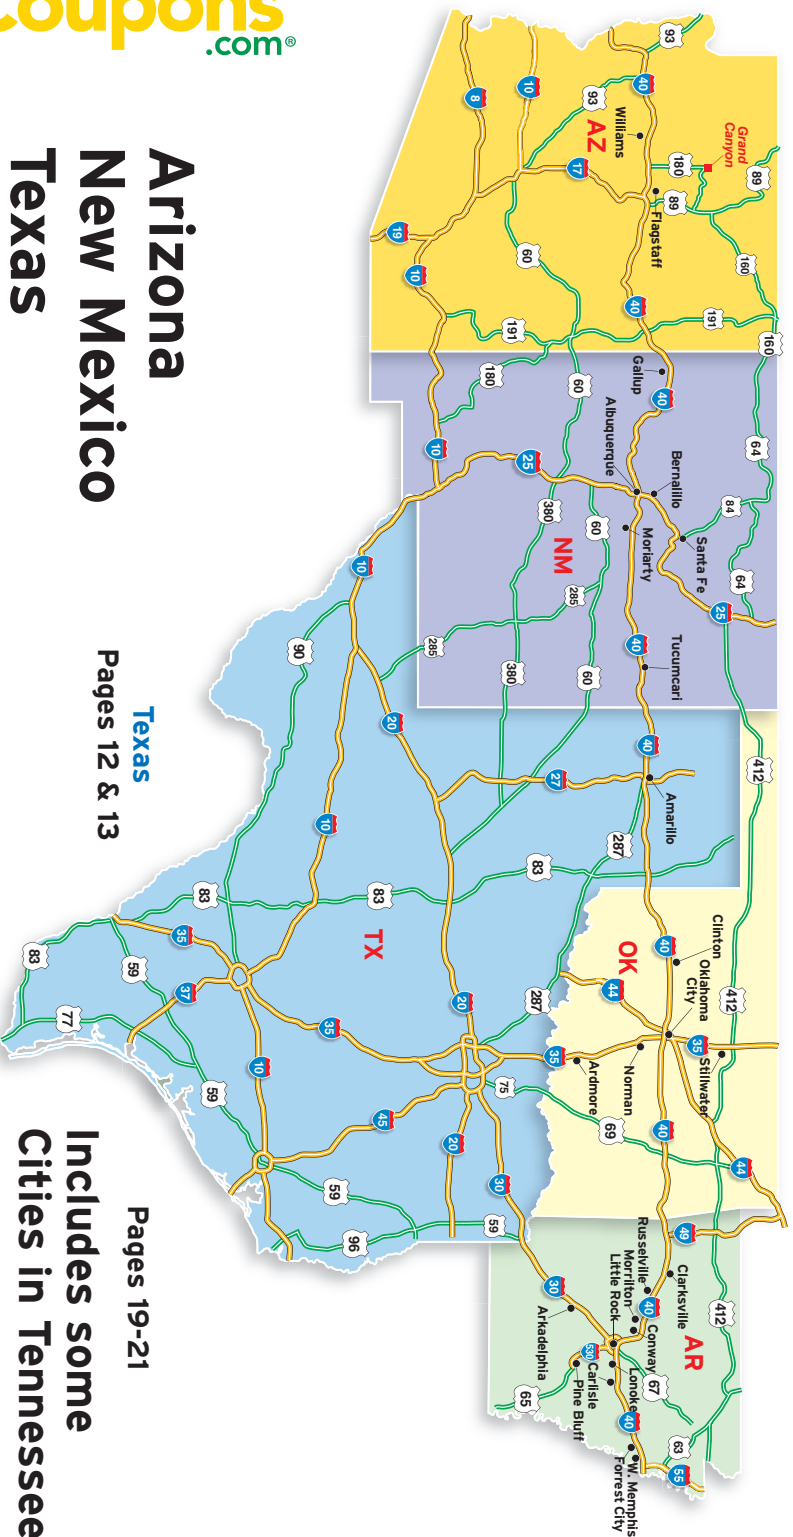 Coupons
.com®
Arizona
New Mexico
Texas
Texas
Pages 12 & 13
Pages 19-21
Includes some
Cities in Tennessee
AZ
Grand
Canyon
Williams
Flagstaff
93
40
93
10
8
17
180
89
89
160
19
10
60
40
191
191
160
NM
Gallup
Albuquerque
Bernalillo
Moriarty
Santa Fe
Tucumcari
180
60
40
10
25
64
84
380
60
64
285
25
285
40
380
60
TX
Amarillo
10
90
20
40
412
27
10
287
83
83
83
35
83
59
37
77
35
20
287
10
59
75
45
20
30
59
96
59
OK
Clinton
Oklahoma
City
Stillwater
Norman
Ardmore
40
44
412
35
35
69
40
44
AR
Russelville
Morrilton
Little Rock
Clarksville
Conway
Lonoke
Carlisle
Pine Bluff
Arkadelphia
W. Memphis
Forrest City
49
412
40
30
530
67
65
40
63
55